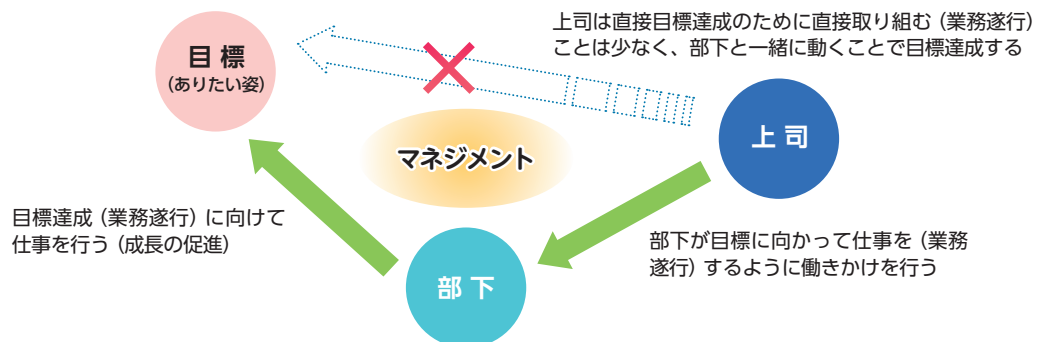 上司は直接目標達成のために直接取り組む（業務遂行）
ことは少なく、部下と一緒に動くことで目標達成する
目 標
(ありたい姿)
上 司
マネジメント
目標達成（業務遂行）に向けて
仕事を行う（成長の促進）
部下が目標に向かって仕事を（業務
遂行）するように働きかけを行う
部 下